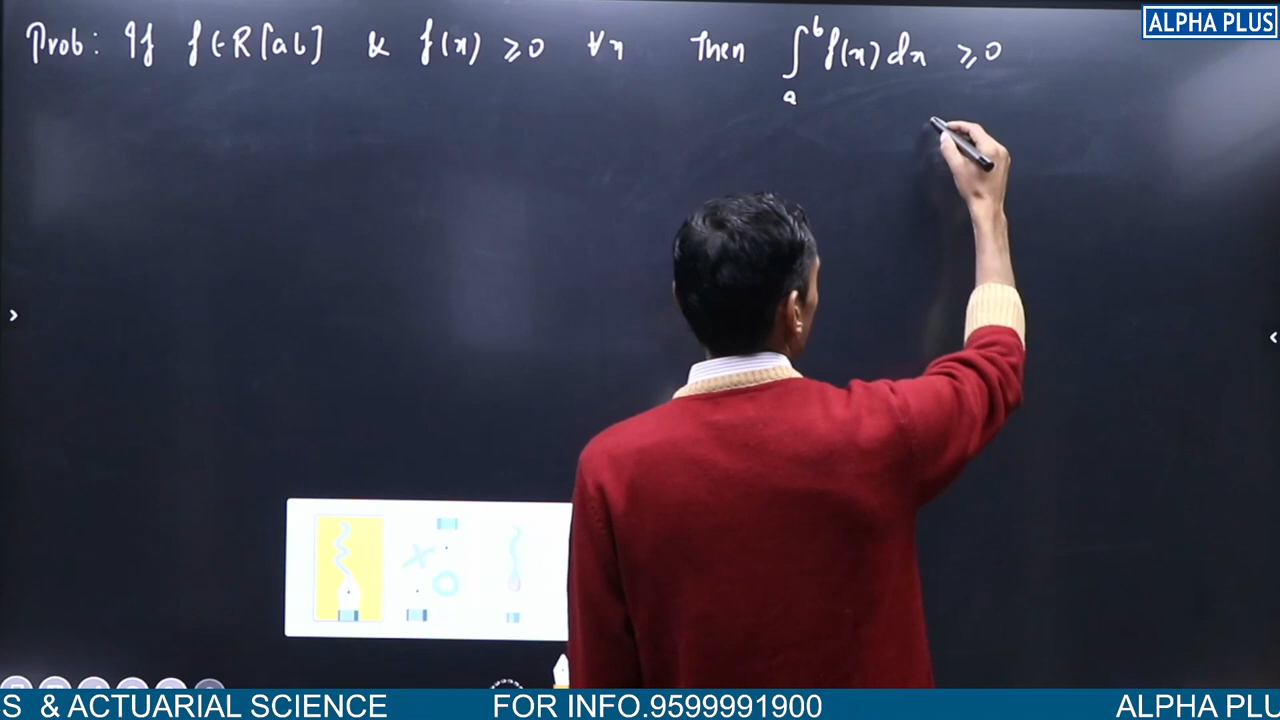 ALPHA PLUS
Prob: If f ∈ R[a b] & f(x) ⩾ 0 ∀x Then ∫_a^b f(x) dx ⩾ 0
S & ACTUARIAL SCIENCE FOR INFO.9599991900 ALPHA PLU